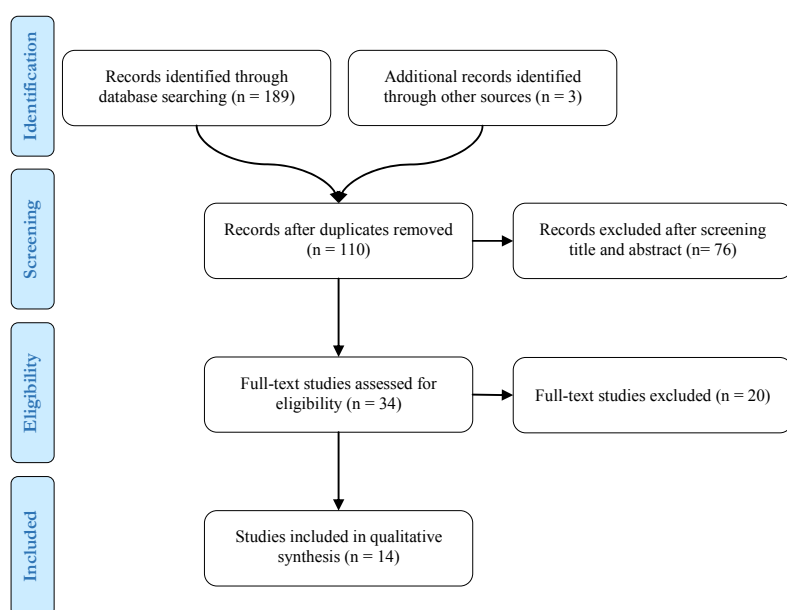 Identification
Records identified through
database searching (n = 189)
Additional records identified
through other sources (n = 3)
Screening
Records after duplicates removed
(n = 110)
Records excluded after screening
title and abstract (n= 76)
Eligibility
Full-text studies assessed for
eligibility (n = 34)
Full-text studies excluded (n = 20)
Included
Studies included in qualitative
synthesis (n = 14)